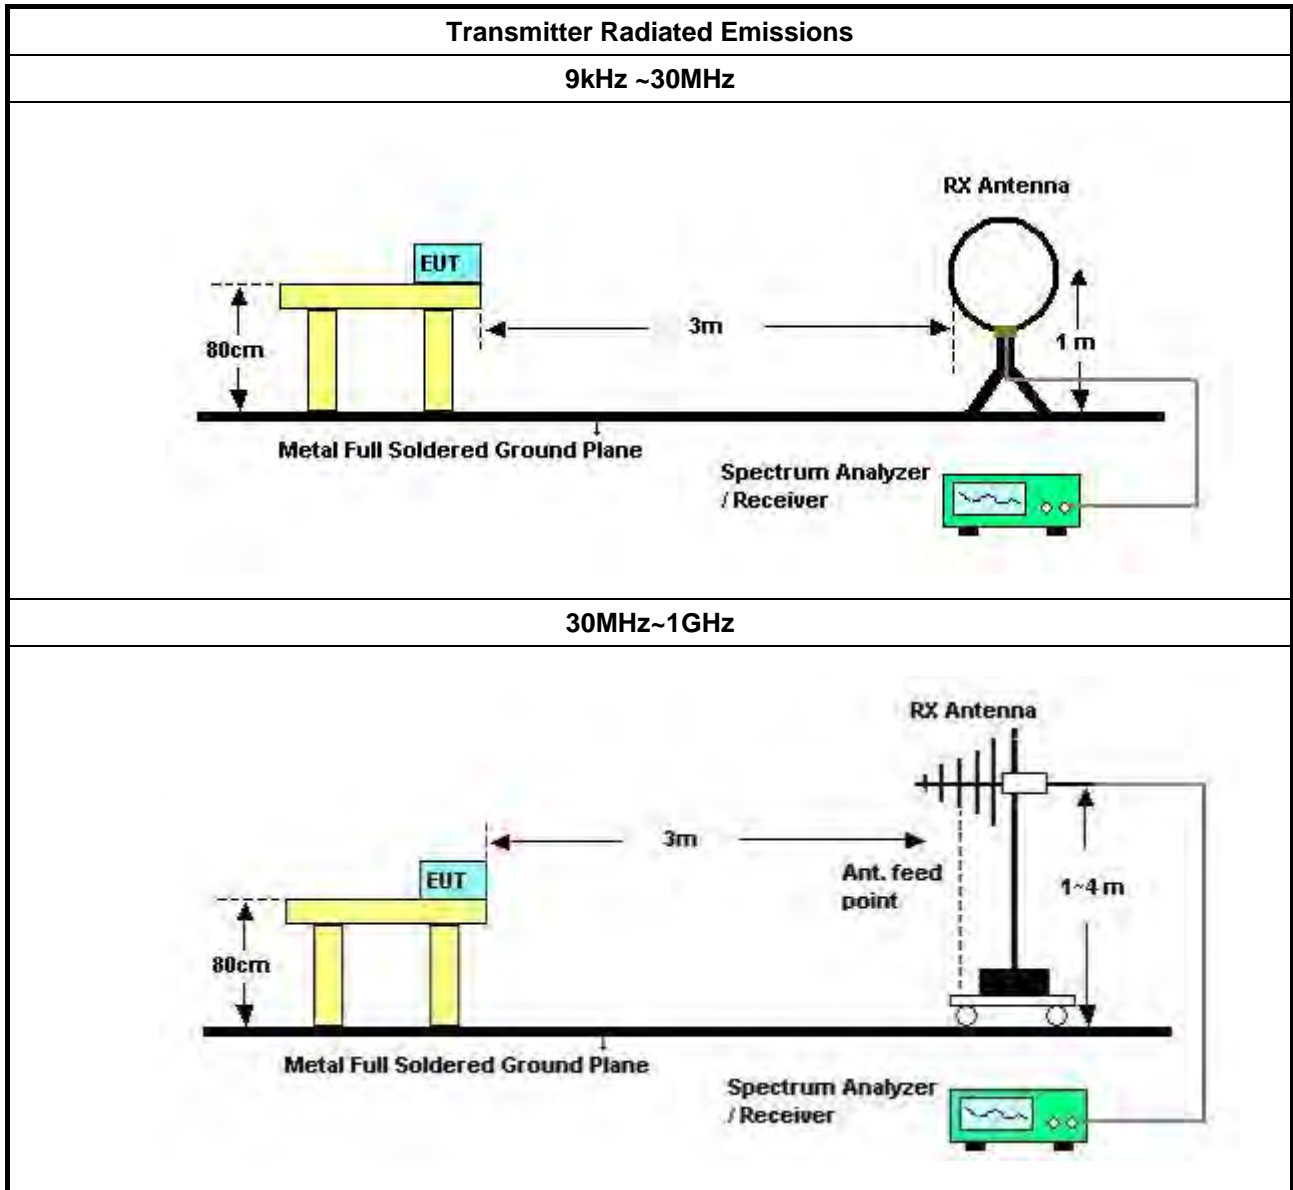 Transmitter Radiated Emissions
9kHz ~30MHz
RX Antenna
EUT
3m
80cm
1 m
Metal Full Soldered Ground Plane
Spectrum Analyzer
/ Receiver
30MHz~1GHz
RX Antenna
3m
EUT
Ant. feed
point
1~4 m
80cm
Metal Full Soldered Ground Plane
Spectrum Analyzer
/ Receiver